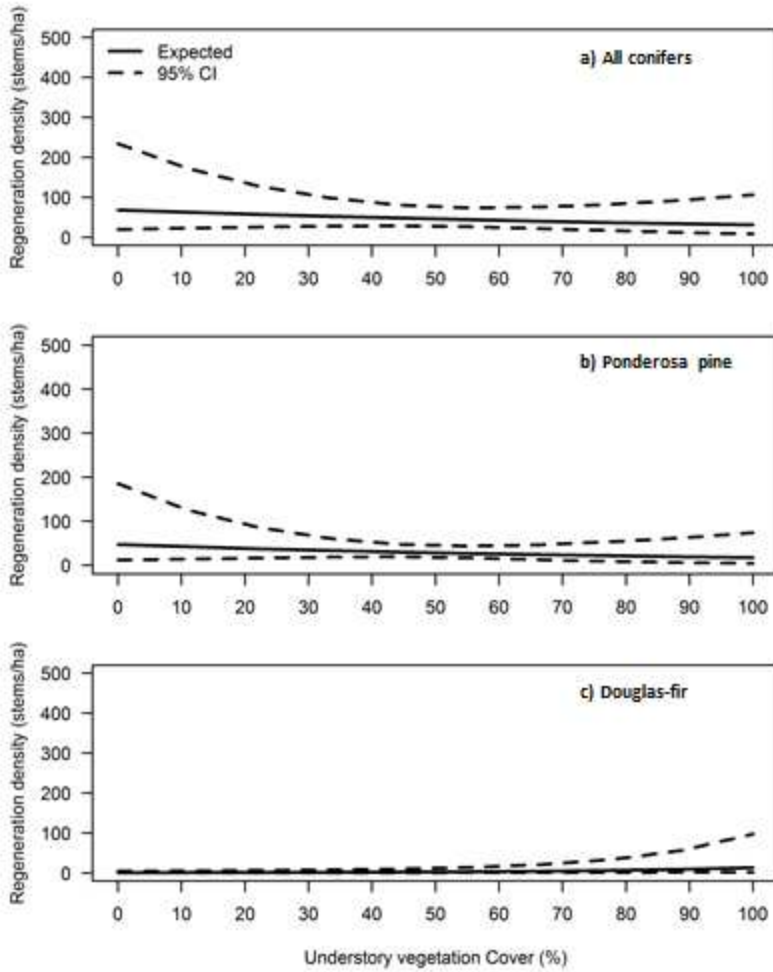 Regeneration density (stems/ha)
500
400
300
200
100
0
Expected
95% CI
a) All conifers
0 10 20 30 40 50 60 70 80 90 100
Regeneration density (stems/ha)
500
400
300
200
100
0
b) Ponderosa pine
0 10 20 30 40 50 60 70 80 90 100
Regeneration density (stems/ha)
500
400
300
200
100
0
c) Douglas-fir
0 10 20 30 40 50 60 70 80 90 100
Understory vegetation Cover (%)